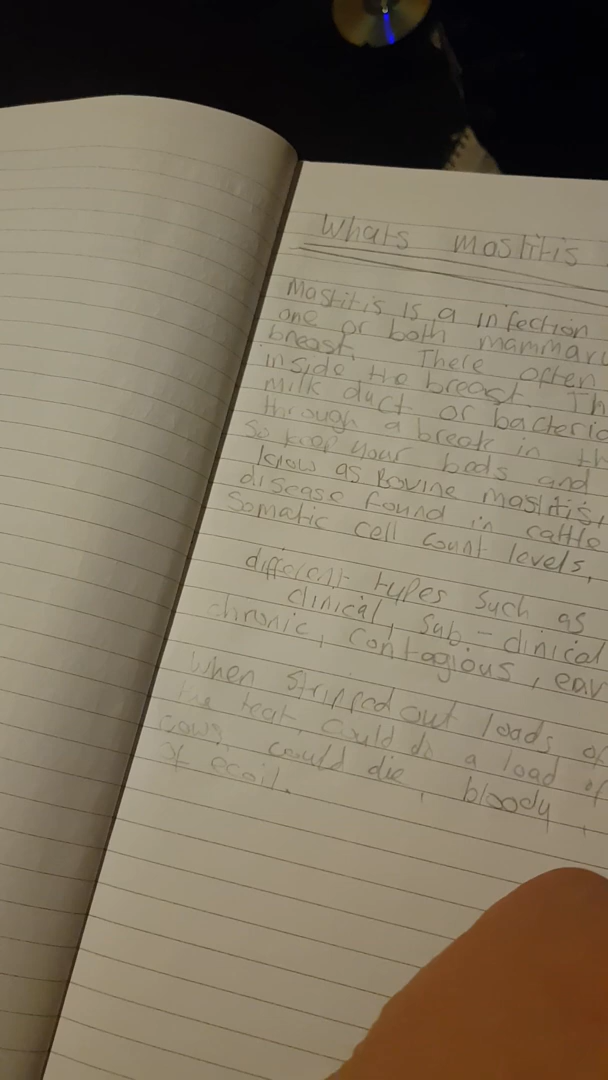 Whats mastitis
Mastitis is a infection
one or both mammary
breast. There often
inside the breast. Th
milk duct or bacteria
through a break in th
so keep your beds and
know as Bovine mastitis,
disease found in cattle
Somatic cell count levels,
different types such as
clinical, sub-clinical
chronic, contagious, env
When stripped out loads of
the teat, could do a load of
cows, could die, bloody,
of ecoil.